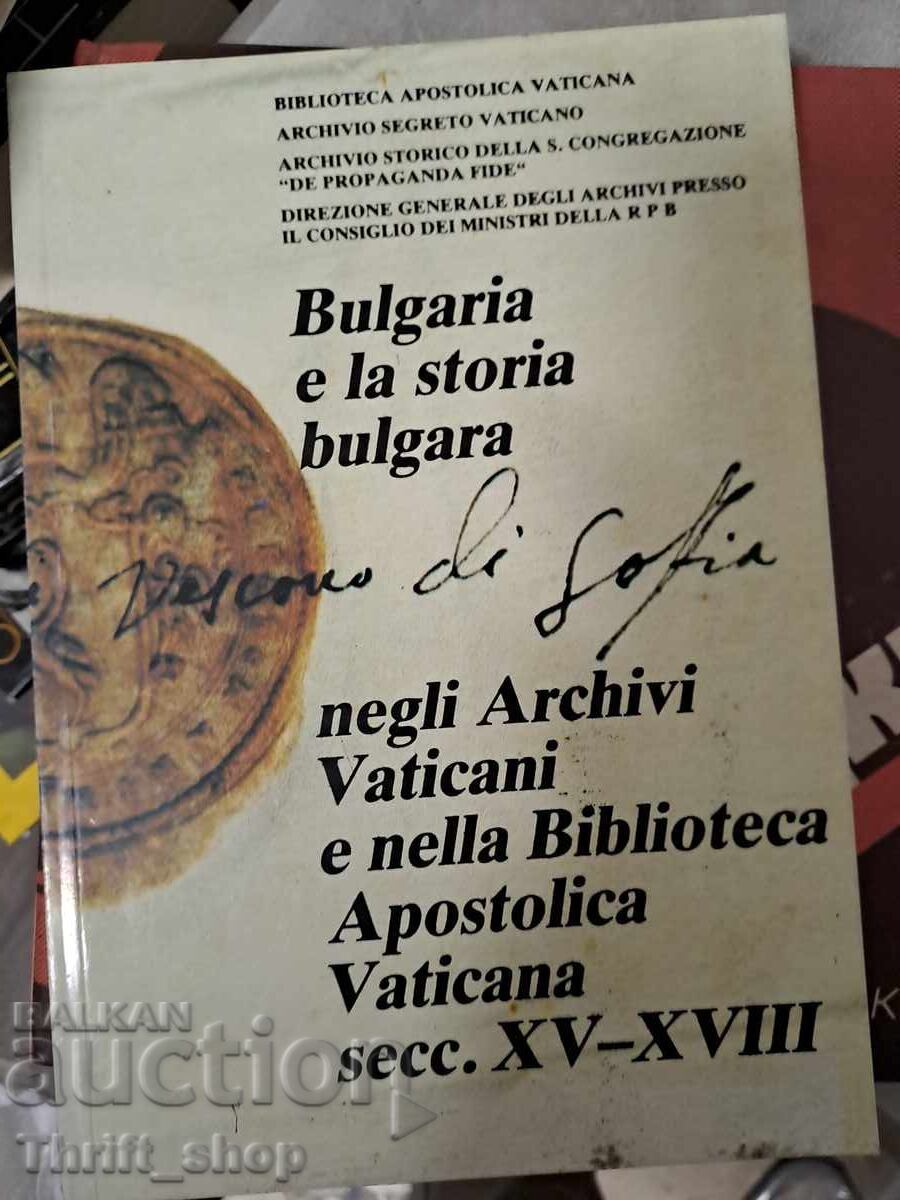 BIBLIOTECA APOSTOLICA VATICANA
ARCHIVIO SEGRETO VATICANO
ARCHIVIO STORICO DELLA S. CONGREGAZIONE
"DE PROPAGANDA FIDE"
DIREZIONE GENERALE DEGLI ARCHIVI PRESSO
IL CONSIGLIO DEI MINISTRI DELLA R P B
Bulgaria
e la storia
bulgara
Vescovo di Sofia
negli Archivi
Vaticani
e nella Biblioteca
Apostolica
Vaticana
secc. XV–XVIII
BALKAN
auction
Thrift_shop